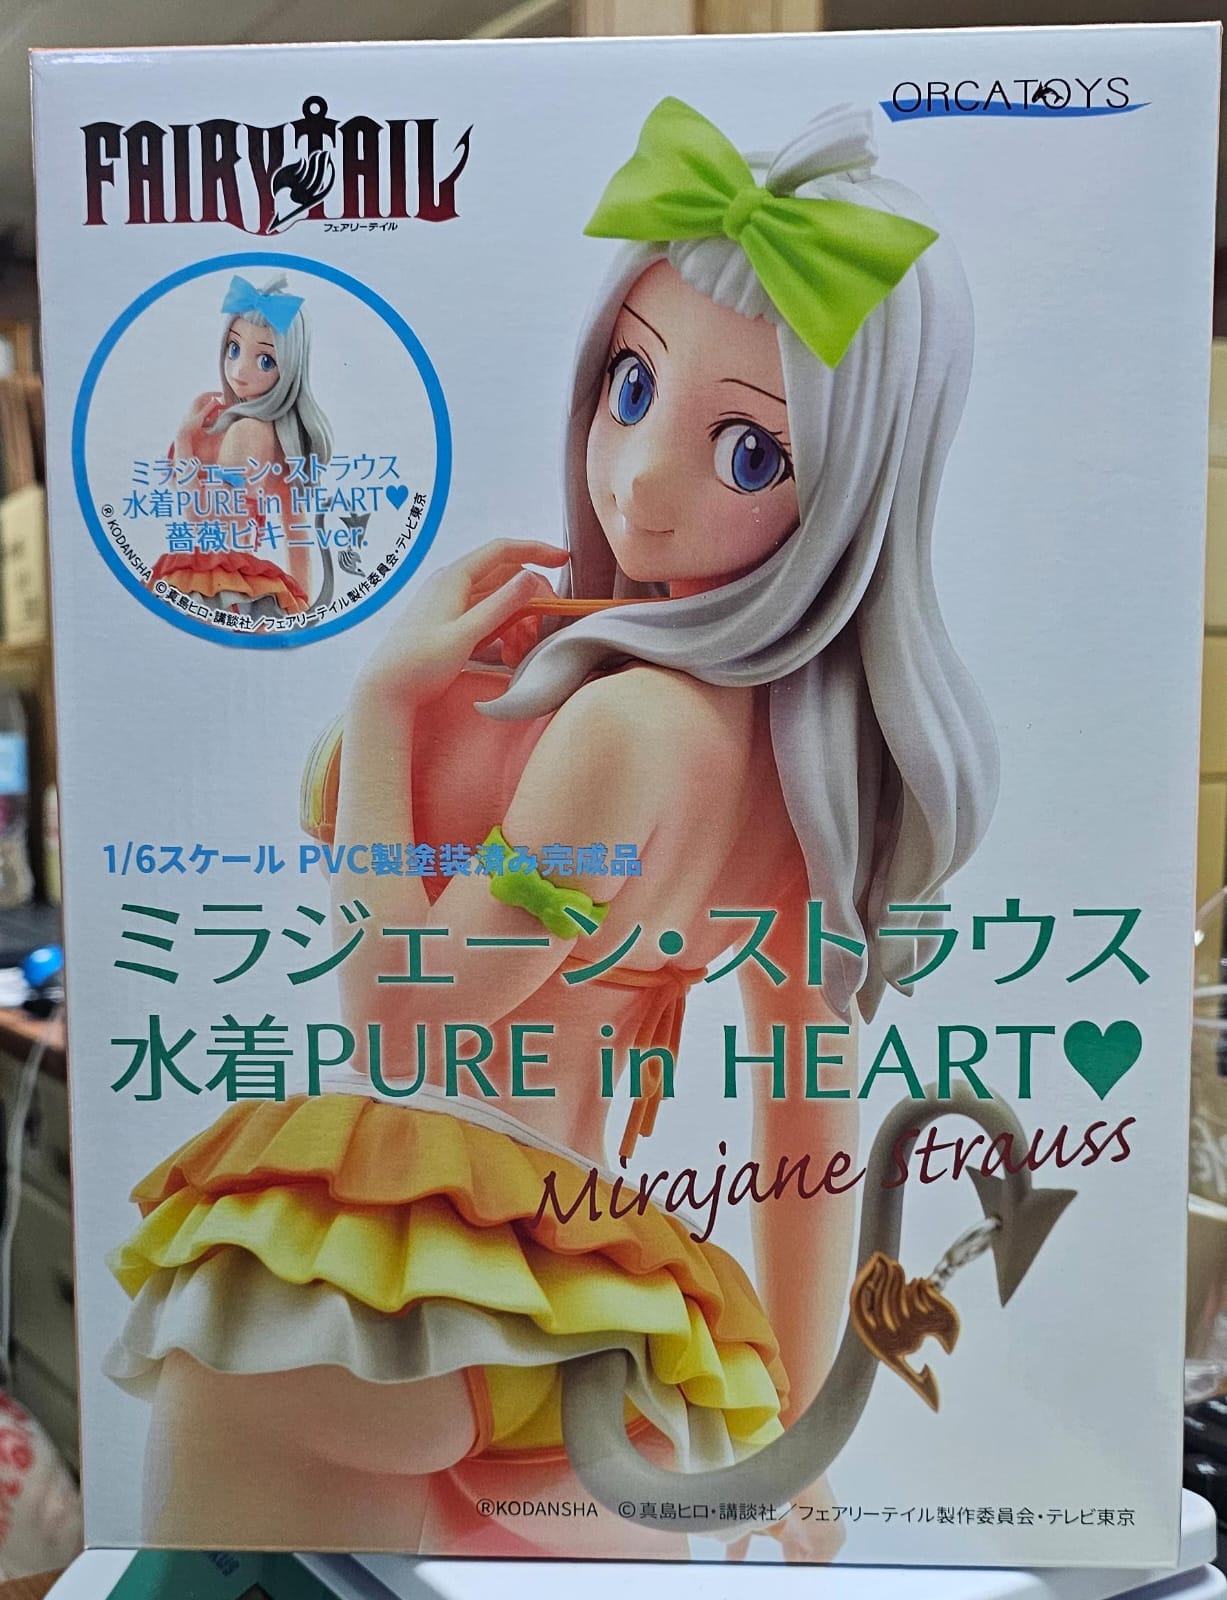 ORCATOYS
FAIRY TAIL
フェアリーテイル
ミラジェーン・ストラウス
水着PURE in HEART♥
薔薇ビキニver.
®KODANSHA ©真島ヒロ・講談社／フェアリーテイル製作委員会・テレビ東京
1/6スケール PVC製塗装済み完成品
ミラジェーン・ストラウス
水着PURE in HEART♥
Mirajane Strauss
®KODANSHA ©真島ヒロ・講談社／フェアリーテイル製作委員会・テレビ東京